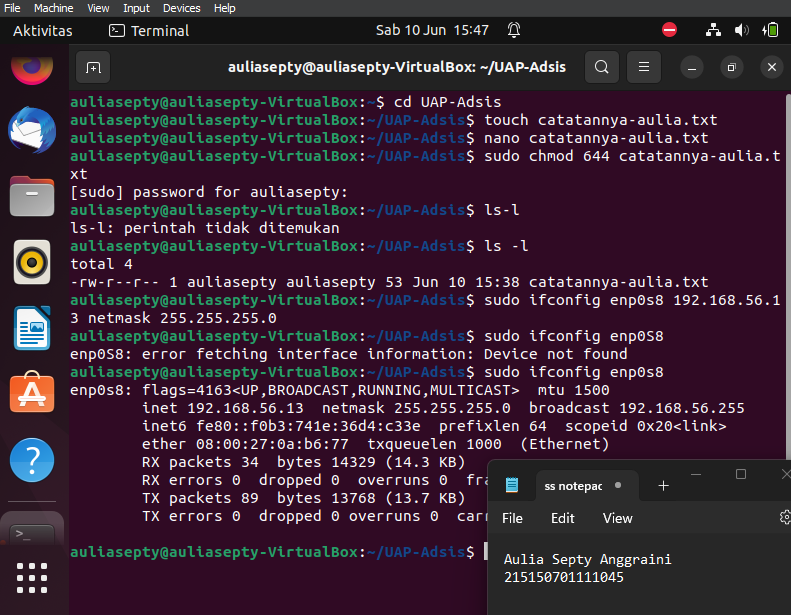 File Machine View Input Devices Help
Aktivitas Terminal Sab 10 Jun 15:47
auliasepty@auliasepty-VirtualBox: ~/UAP-Adsis
auliasepty@auliasepty-VirtualBox:~$ cd UAP-Adsis
auliasepty@auliasepty-VirtualBox:~/UAP-Adsis$ touch catatannya-aulia.txt
auliasepty@auliasepty-VirtualBox:~/UAP-Adsis$ nano catatannya-aulia.txt
auliasepty@auliasepty-VirtualBox:~/UAP-Adsis$ sudo chmod 644 catatannya-aulia.t
xt
[sudo] password for auliasepty:
auliasepty@auliasepty-VirtualBox:~/UAP-Adsis$ ls-l
ls-l: perintah tidak ditemukan
auliasepty@auliasepty-VirtualBox:~/UAP-Adsis$ ls -l
total 4
-rw-r--r-- 1 auliasepty auliasepty 53 Jun 10 15:38 catatannya-aulia.txt
auliasepty@auliasepty-VirtualBox:~/UAP-Adsis$ sudo ifconfig enp0s8 192.168.56.1
3 netmask 255.255.255.0
auliasepty@auliasepty-VirtualBox:~/UAP-Adsis$ sudo ifconfig enp0S8
enp0S8: error fetching interface information: Device not found
auliasepty@auliasepty-VirtualBox:~/UAP-Adsis$ sudo ifconfig enp0s8
enp0s8: flags=4163<UP,BROADCAST,RUNNING,MULTICAST> mtu 1500
inet 192.168.56.13 netmask 255.255.255.0 broadcast 192.168.56.255
inet6 fe80::f0b3:741e:36d4:c33e prefixlen 64 scopeid 0x20<link>
ether 08:00:27:0a:b6:77 txqueuelen 1000 (Ethernet)
RX packets 34 bytes 14329 (14.3 KB)
RX errors 0 dropped 0 overruns 0 fra
TX packets 89 bytes 13768 (13.7 KB)
TX errors 0 dropped 0 overruns 0 carr
auliasepty@auliasepty-VirtualBox:~/UAP-Adsis$
ss notepad
File Edit View
Aulia Septy Anggraini
215150701111045